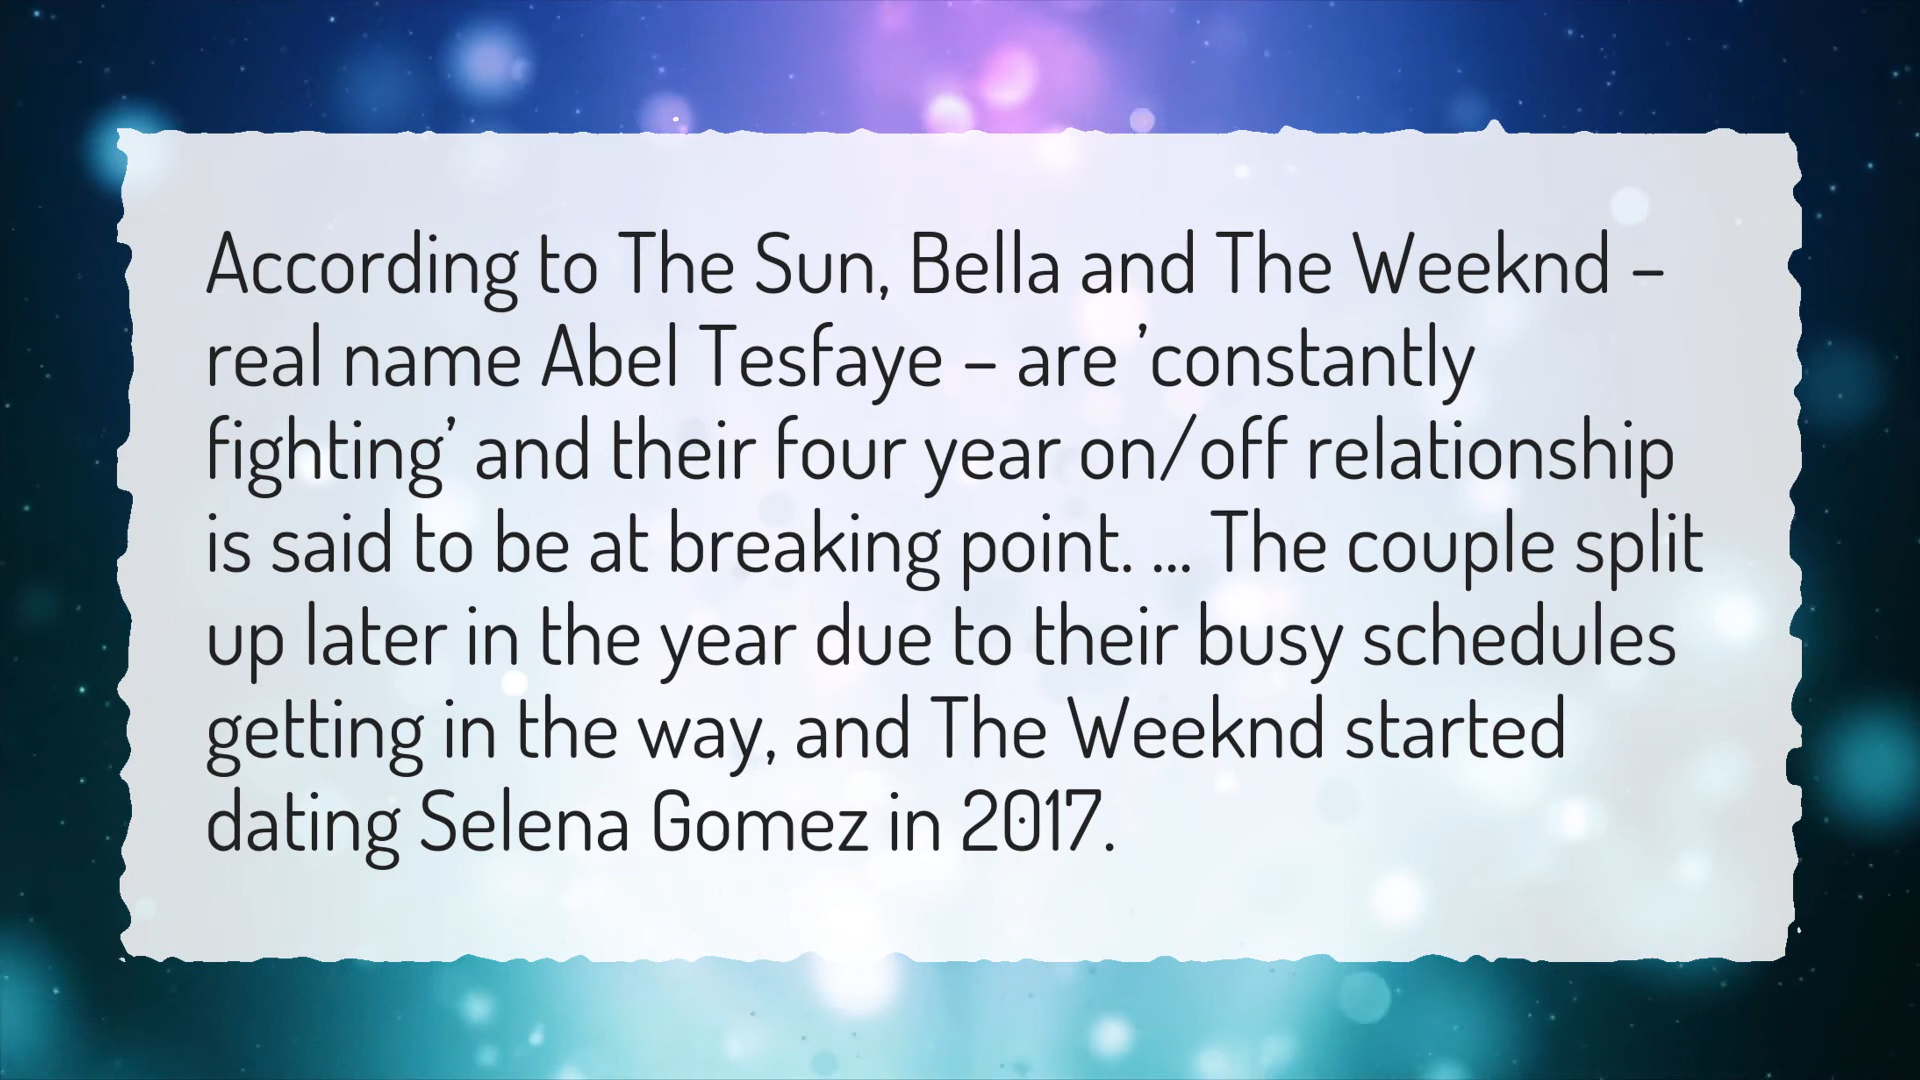 According to The Sun, Bella and The Weeknd –
real name Abel Tesfaye – are ’constantly
fighting’ and their four year on/off relationship
is said to be at breaking point. ... The couple split
up later in the year due to their busy schedules
getting in the way, and The Weeknd started
dating Selena Gomez in 2017.